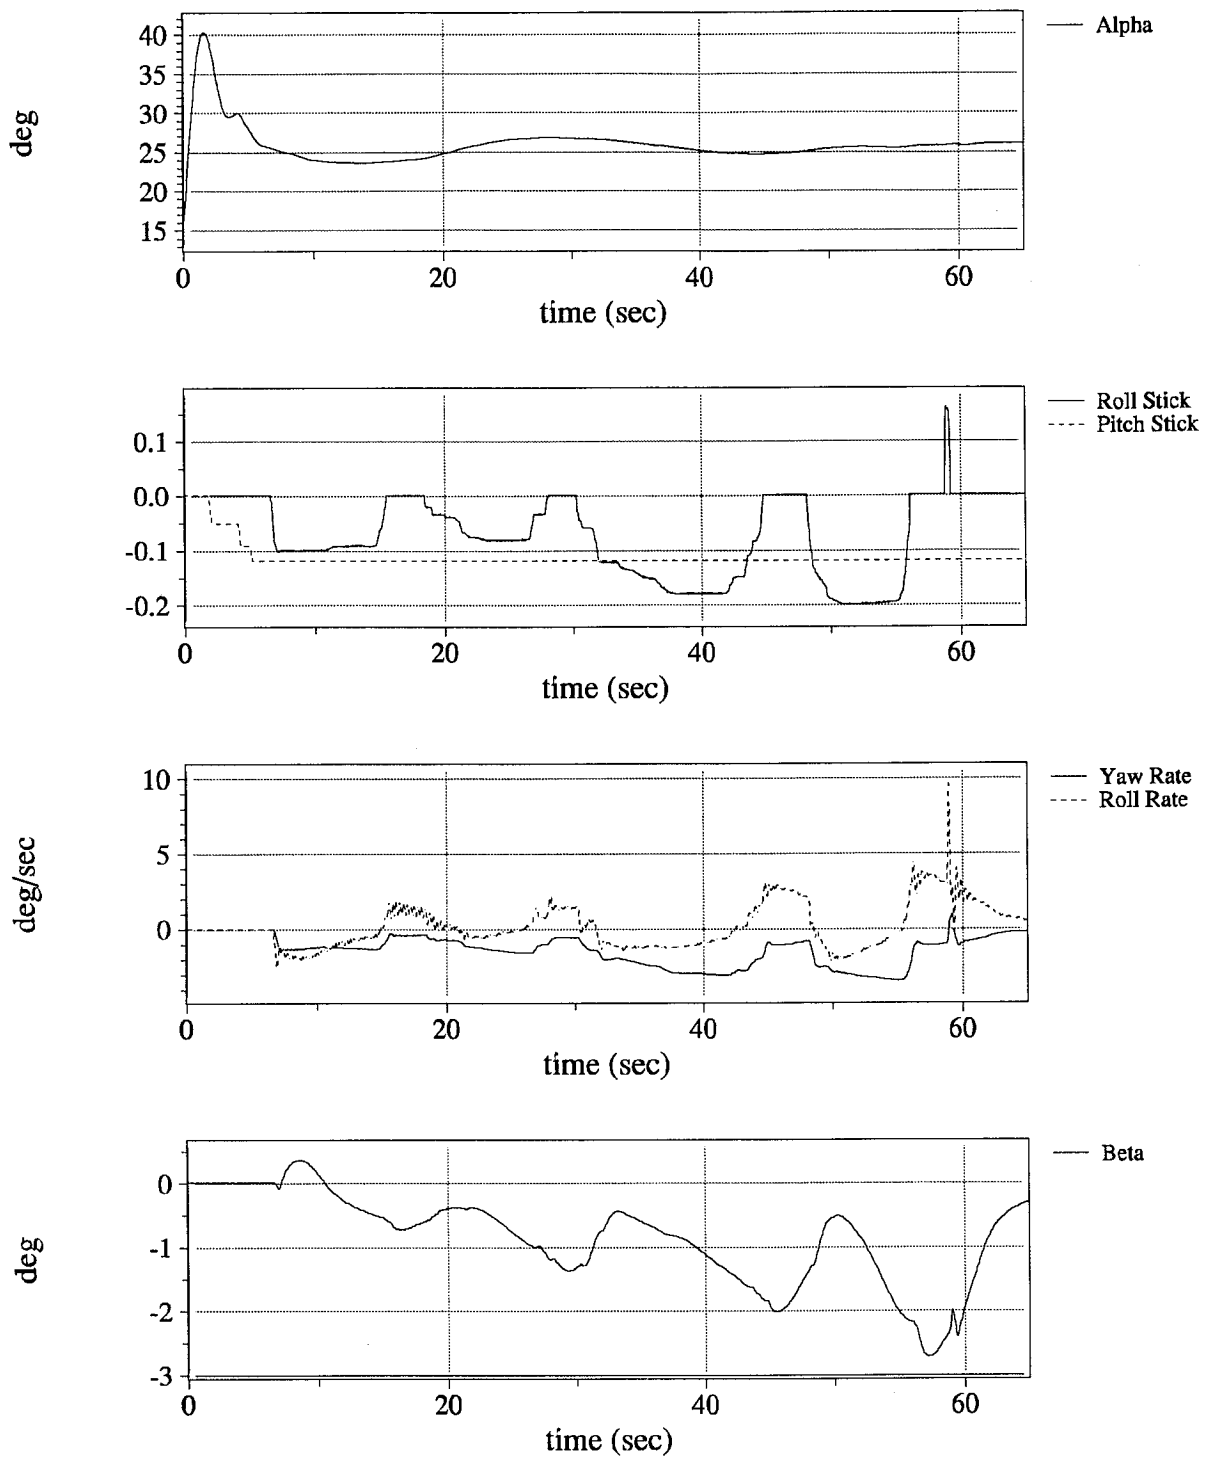 Alpha
40
35
30
25
20
15
deg
0 20 40 60
time (sec)
Roll Stick
Pitch Stick
0.1
0.0
-0.1
-0.2
0 20 40 60
time (sec)
Yaw Rate
Roll Rate
10
5
0
deg/sec
0 20 40 60
time (sec)
Beta
0
-1
-2
-3
deg
0 20 40 60
time (sec)